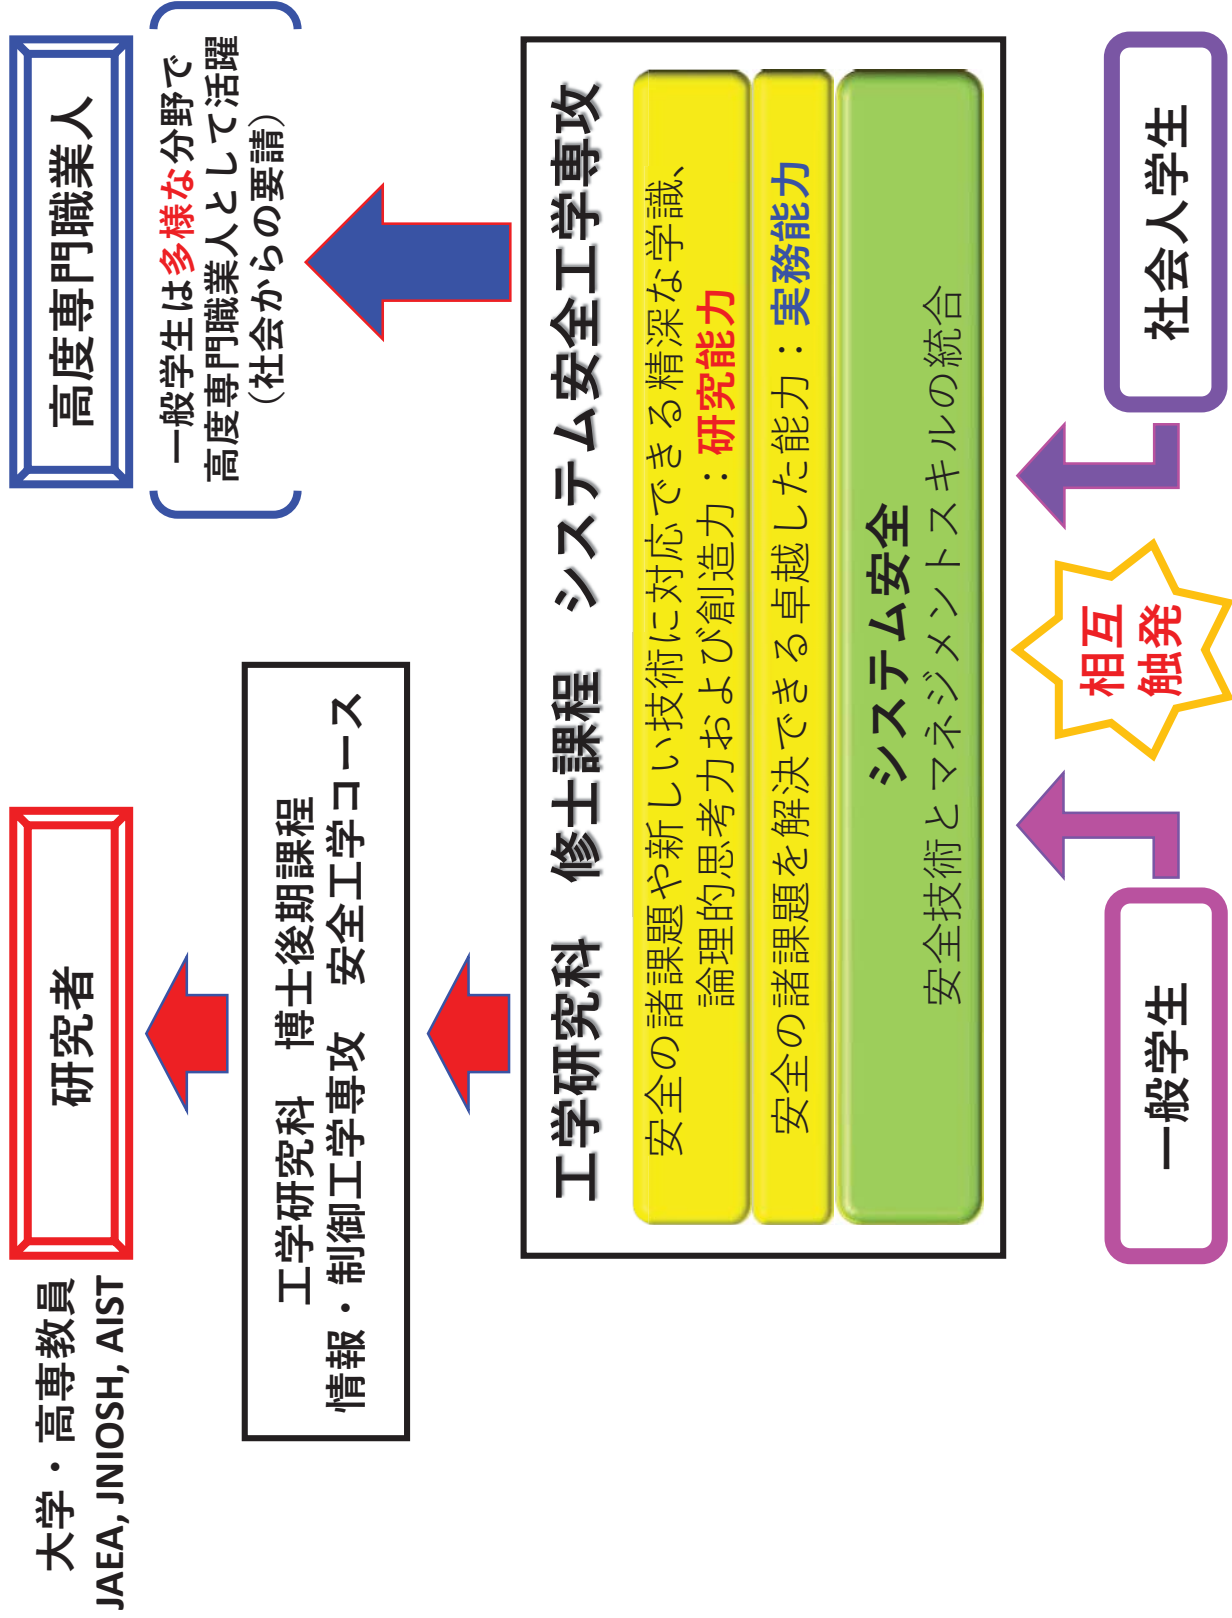 大学・高専教員
JAEA, JNIOSH, AIST
研究者
高度専門職業人
一般学生は多様な分野で
高度専門職業人として活躍
（社会からの要請）
工学研究科　博士後期課程
情報・制御工学専攻　安全工学コース
工学研究科　修士課程　システム安全工学専攻
安全の諸課題や新しい技術に対応できる精深な学識、
論理的思考力および創造力：研究能力
安全の諸課題を解決できる卓越した能力：実務能力
システム安全
安全技術とマネジメントスキルの統合
相互
触発
一般学生
社会人学生